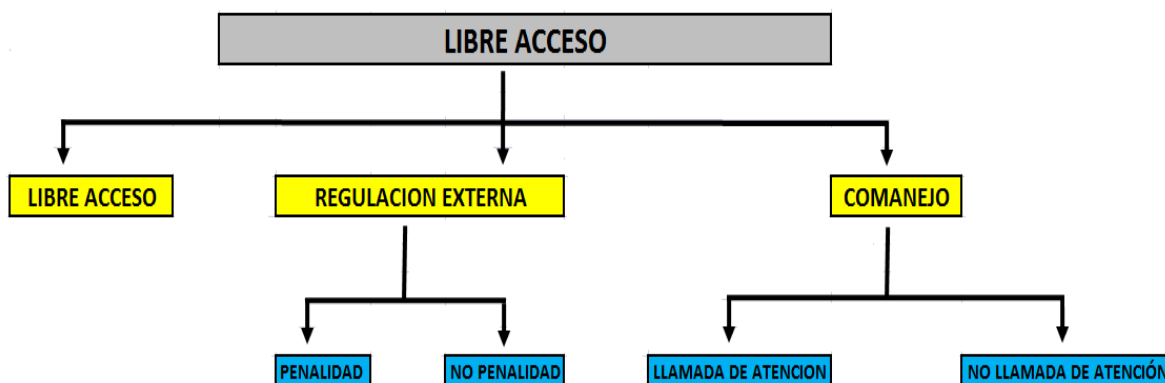 LIBRE ACCESO
LIBRE ACCESO
REGULACION EXTERNA
COMANEJO
PENALIDAD
NO PENALIDAD
LLAMADA DE ATENCION
NO LLAMADA DE ATENCIÓN